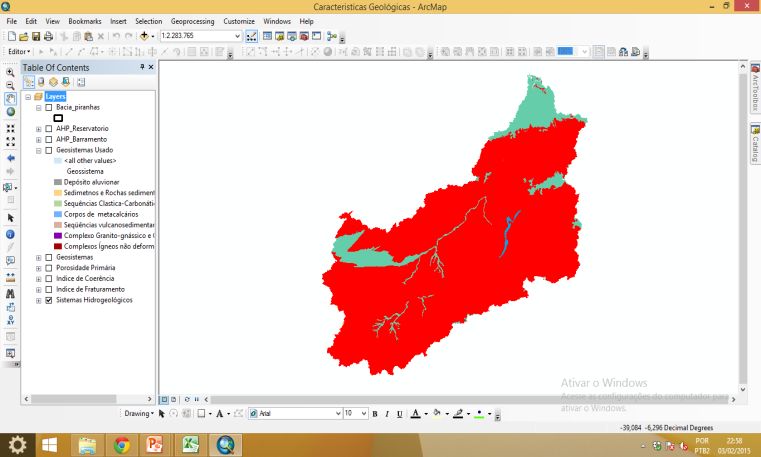 Caracteristicas Geológicas - ArcMap
File Edit View Bookmarks Insert Selection Geoprocessing Customize Windows Help
1:2.283.765
Editor
Table Of Contents
Layers
Bacia_piranhas
AHP_Reservatorio
AHP_Barramento
Geosistemas Usado
<all other values>
Geossistema
Depósito aluvionar
Sedimetnos e Rochas sediment
Sequências Clastica-Carbonáti
Corpos de metacalcários
Sequências vulcanosedimentar
Complexo Granito-gnássico e
Complexos Ígneos não deform
Geosistemas
Porosidade Primária
Indice de Coerência
Indice de Fraturamento
Sistemas Hidrogeológicos
ArcToolbox
Catalog
Ativar o Windows
Acesse as configurações do computador para
ativar o Windows.
Drawing A Arial 10 B I U A
-39,084 -6,296 Decimal Degrees
POR 22:58
PTB2 03/02/2015